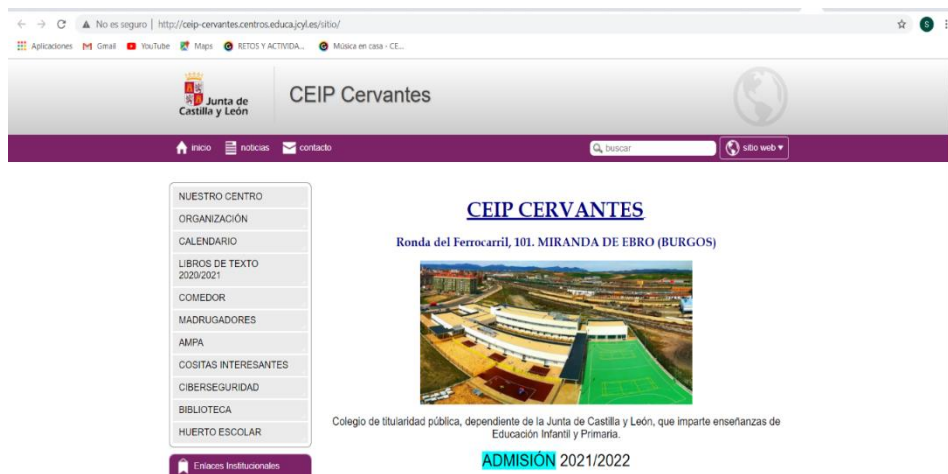 No es seguro | http://ceip-cervantes.centros.educa.jcyl.es/sitio/
S
Aplicaciones Gmail YouTube Maps RETOS Y ACTIVIDA... Música en casa - CE...
Junta de
Castilla y León
CEIP Cervantes
inicio noticias contacto buscar sitio web
NUESTRO CENTRO
ORGANIZACIÓN
CALENDARIO
LIBROS DE TEXTO
2020/2021
COMEDOR
MADRUGADORES
AMPA
COSITAS INTERESANTES
CIBERSEGURIDAD
BIBLIOTECA
HUERTO ESCOLAR
Enlaces Institucionales
CEIP CERVANTES
Ronda del Ferrocarril, 101. MIRANDA DE EBRO (BURGOS)
Colegio de titularidad pública, dependiente de la Junta de Castilla y León, que imparte enseñanzas de
Educación Infantil y Primaria.
ADMISIÓN 2021/2022